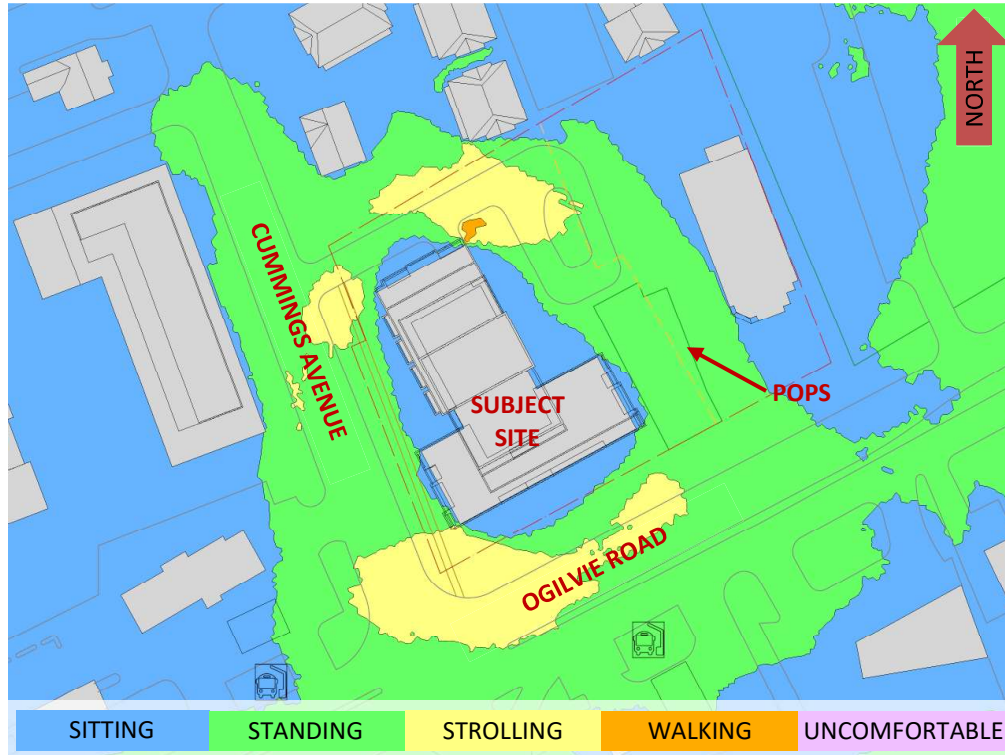 NORTH
CUMMINGS AVENUE
SUBJECT
SITE
POPS
OGILVIE ROAD
SITTING
STANDING
STROLLING
WALKING
UNCOMFORTABLE